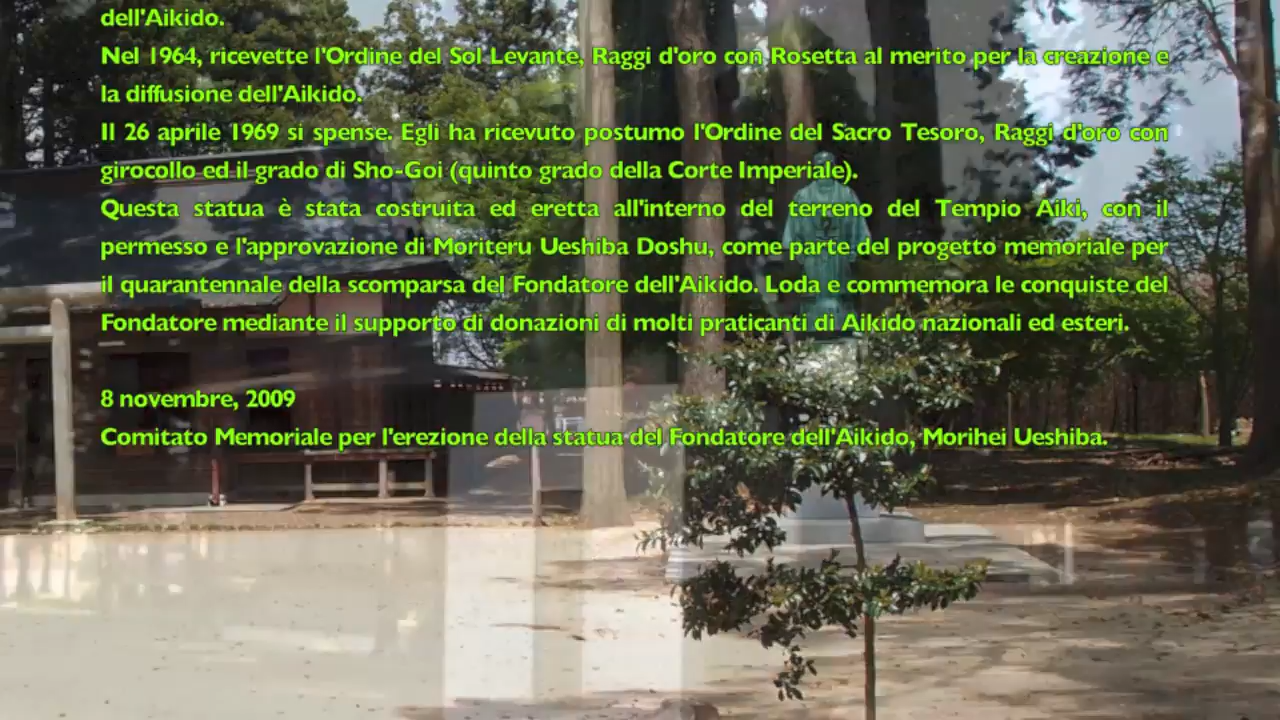 dell'Aikido.
Nel 1964, ricevette l'Ordine del Sol Levante, Raggi d'oro con Rosetta al merito per la creazione e
la diffusione dell'Aikido.
Il 26 aprile 1969 si spense. Egli ha ricevuto postumo l'Ordine del Sacro Tesoro, Raggi d'oro con
girocollo ed il grado di Sho-Goi (quinto grado della Corte Imperiale).
Questa statua è stata costruita ed eretta all'interno del terreno del Tempio Aiki, con il
permesso e l'approvazione di Moriteru Ueshiba Doshu, come parte del progetto memoriale per
il quarantennale della scomparsa del Fondatore dell'Aikido. Loda e commemora le conquiste del
Fondatore mediante il supporto di donazioni di molti praticanti di Aikido nazionali ed esteri.
8 novembre, 2009
Comitato Memoriale per l'erezione della statua del Fondatore dell'Aikido, Morihei Ueshiba.